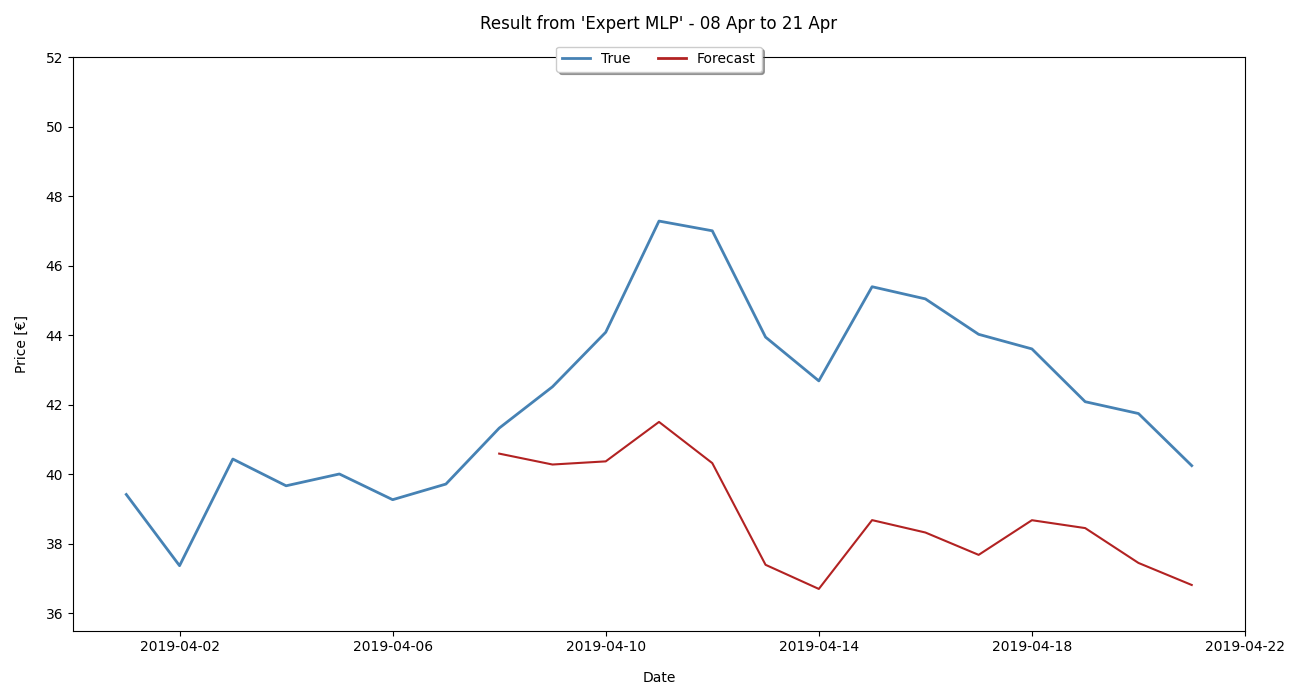 Result from 'Expert MLP' - 08 Apr to 21 Apr
True Forecast
52
50
48
46
44
42
40
38
36
Price [€]
2019-04-02 2019-04-06 2019-04-10 2019-04-14 2019-04-18 2019-04-22
Date